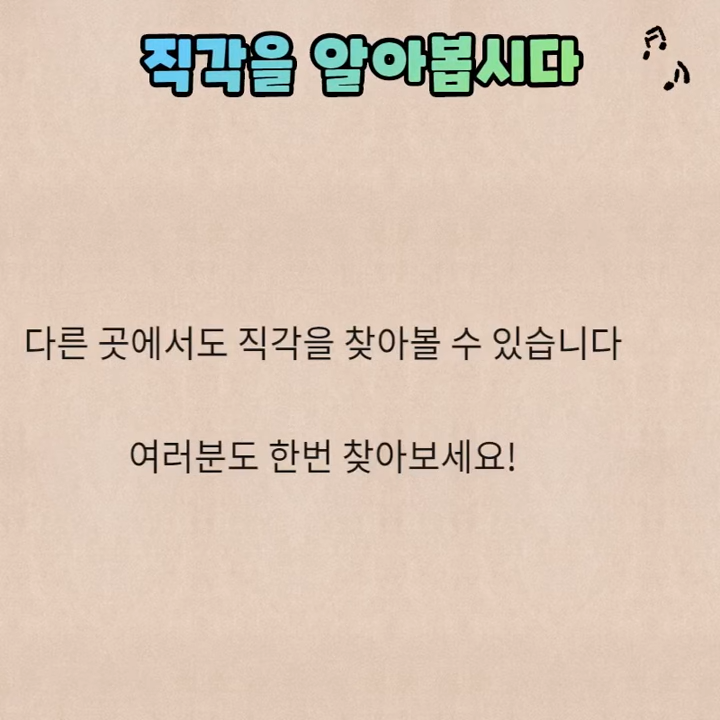 직각을 알아봅시다
다른 곳에서도 직각을 찾아볼 수 있습니다
여러분도 한번 찾아보세요!